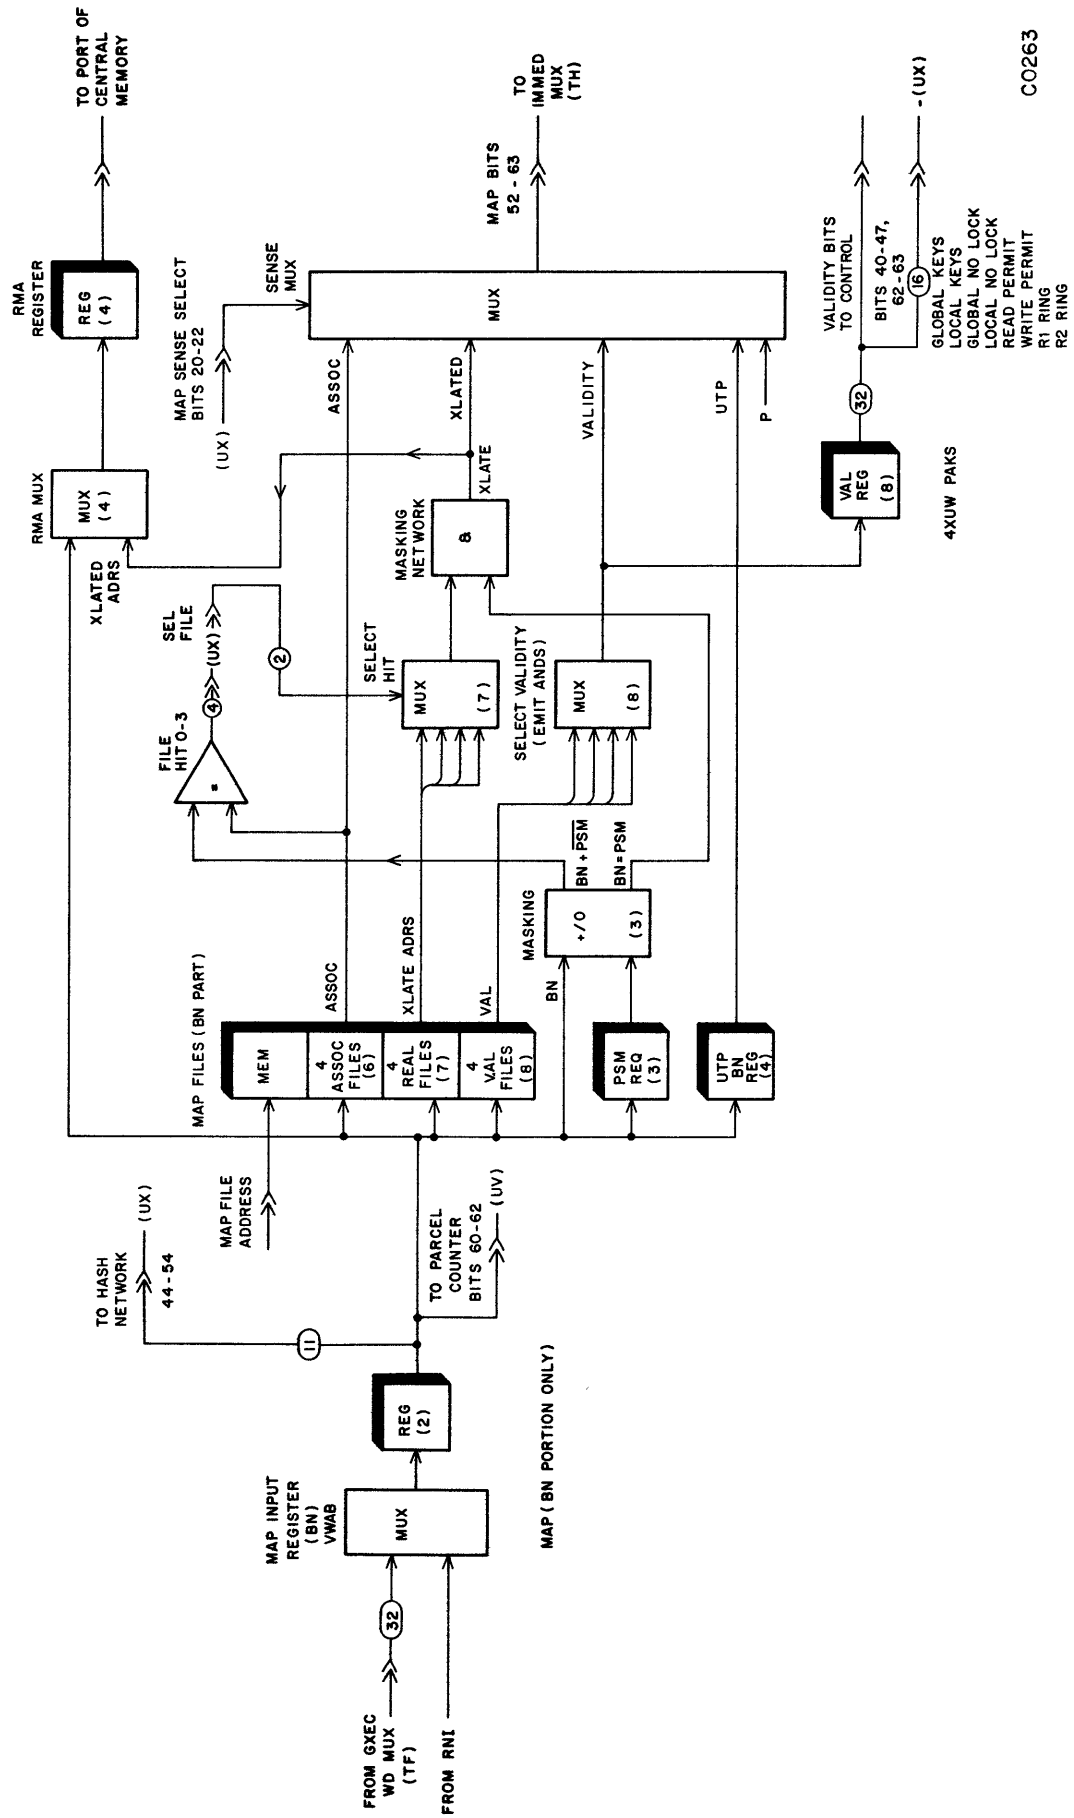 FROM GXEC
WD MUX
(TF)
FROM RNI
32
MAP INPUT
REGISTER
(BN)
VWAB
MUX
REG
(2)
MAP (BN PORTION ONLY)
TO HASH
NETWORK
44-54
(UX)
11
TO PARCEL
COUNTER
BITS 60-62
(UV)
MAP FILE
ADDRESS
MAP FILES (BN PART)
MEM
4
ASSOC
FILES
(6)
4
REAL
FILES
(7)
4
VAL
FILES
(8)
PSM
REQ
(3)
UTP
BN
REG
(4)
ASSOC
XLATE ADRS
VAL
BN
MASKING
+/O
(3)
BN + PSM
BN = PSM
=
FILE
HIT 0-3
4
(UX)
SEL
FILE
2
SELECT
HIT
MUX
(7)
SELECT VALIDITY
(EMIT ANDS)
MUX
(8)
MASKING
NETWORK
&
XLATE
XLATED
ADRS
RMA MUX
MUX
(4)
RMA
REGISTER
REG
(4)
TO PORT OF
CENTRAL
MEMORY
(UX)
MAP SENSE SELECT
BITS 20-22
SENSE
MUX
ASSOC
XLATED
VALIDITY
UTP
P
MUX
MAP BITS
52-63
TO
IMMED
MUX
(TH)
VAL
REG
(8)
4XUW PAKS
32
VALIDITY BITS
TO CONTROL
BITS 40-47,
62-63
16
-(UX)
GLOBAL KEYS
LOCAL KEYS
GLOBAL NO LOCK
LOCAL NO LOCK
READ PERMIT
WRITE PERMIT
R1 RING
R2 RING
C0263